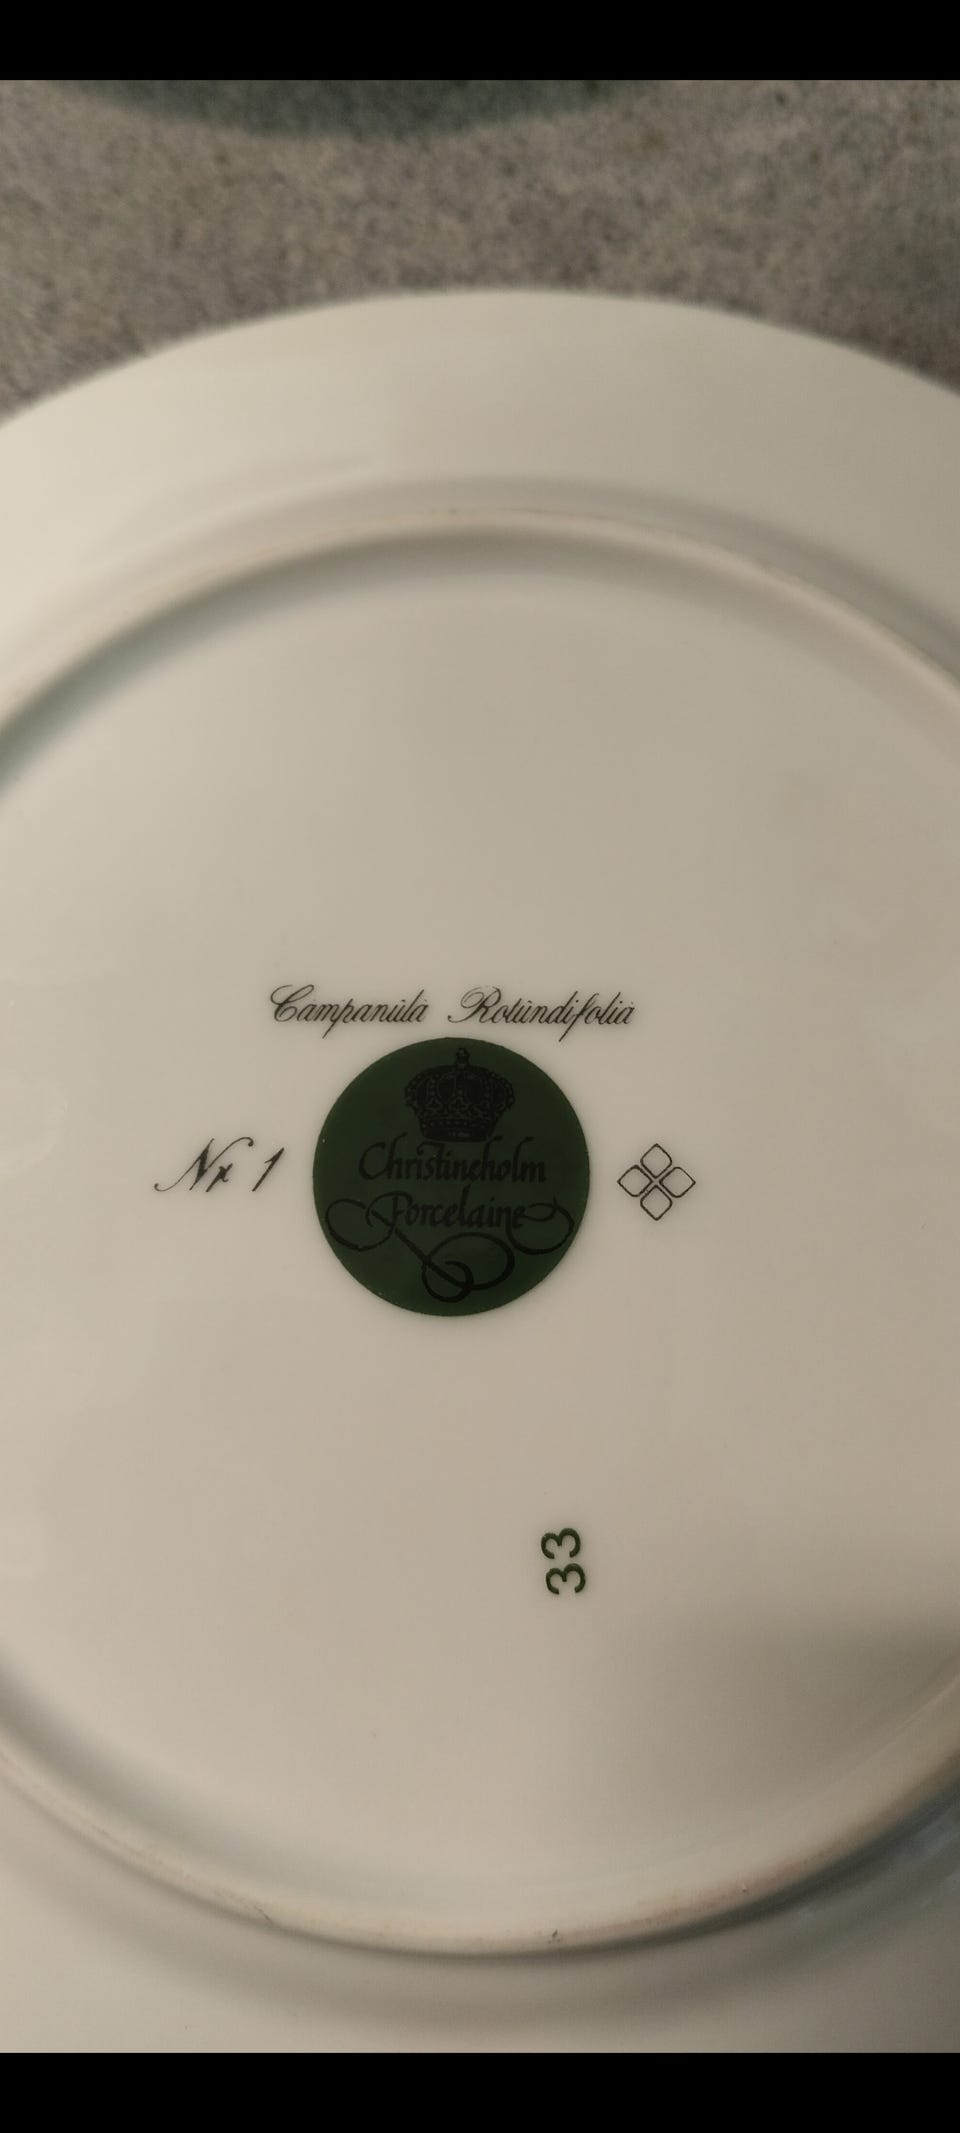 Campanula Rotundifolia
Nr 1
Christineholm
Porcelaine
33